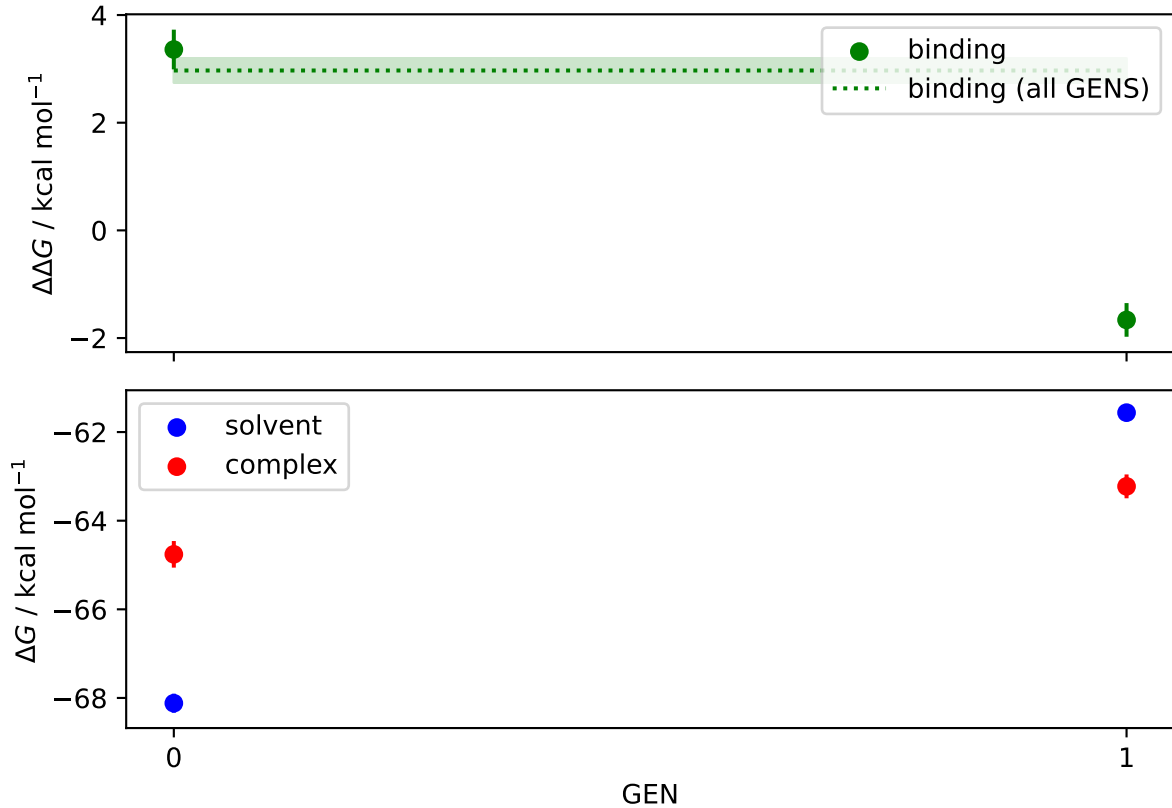 4
2
0
−2
ΔΔG / kcal mol⁻¹
binding
binding (all GENS)
−62
−64
−66
−68
ΔG / kcal mol⁻¹
solvent
complex
0
1
GEN